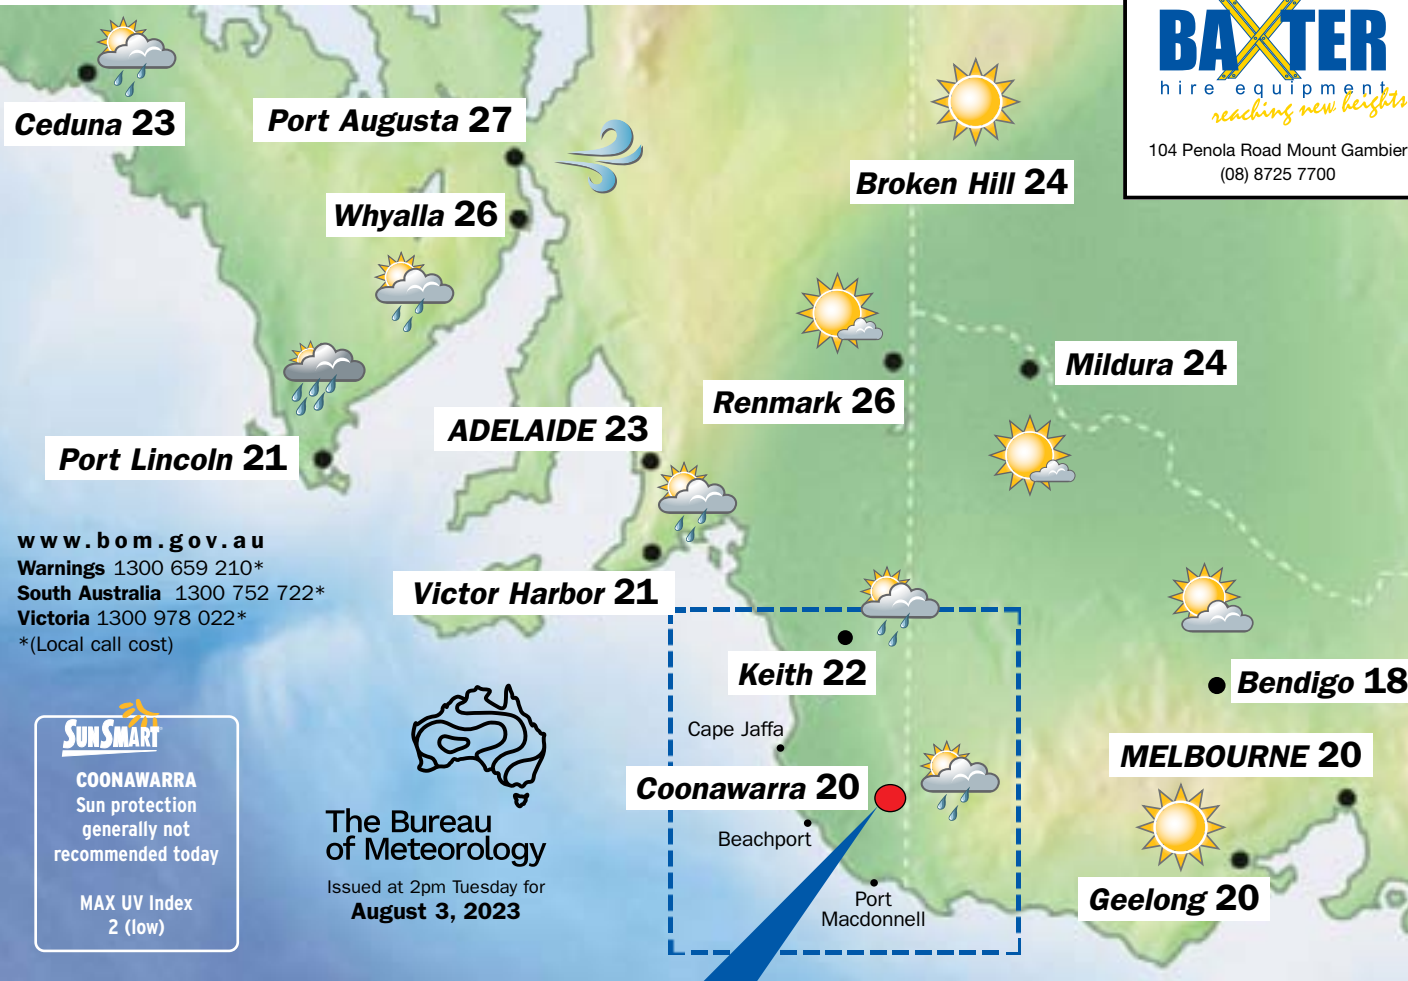 BAXTER
hire equipment
reaching new heights
104 Penola Road Mount Gambier
(08) 8725 7700
Ceduna 23
Port Augusta 27
Broken Hill 24
Whyalla 26
Mildura 24
Renmark 26
ADELAIDE 23
Port Lincoln 21
www.bom.gov.au
Warnings 1300 659 210*
South Australia 1300 752 722*
Victoria 1300 978 022*
*(Local call cost)
Victor Harbor 21
Keith 22
Bendigo 18
Cape Jaffa
MELBOURNE 20
Coonawarra 20
Beachport
Geelong 20
Port
Macdonnell
SUNSMART
COONAWARRA
Sun protection
generally not
recommended today
MAX UV Index
2 (low)
The Bureau
of Meteorology
Issued at 2pm Tuesday for
August 3, 2023